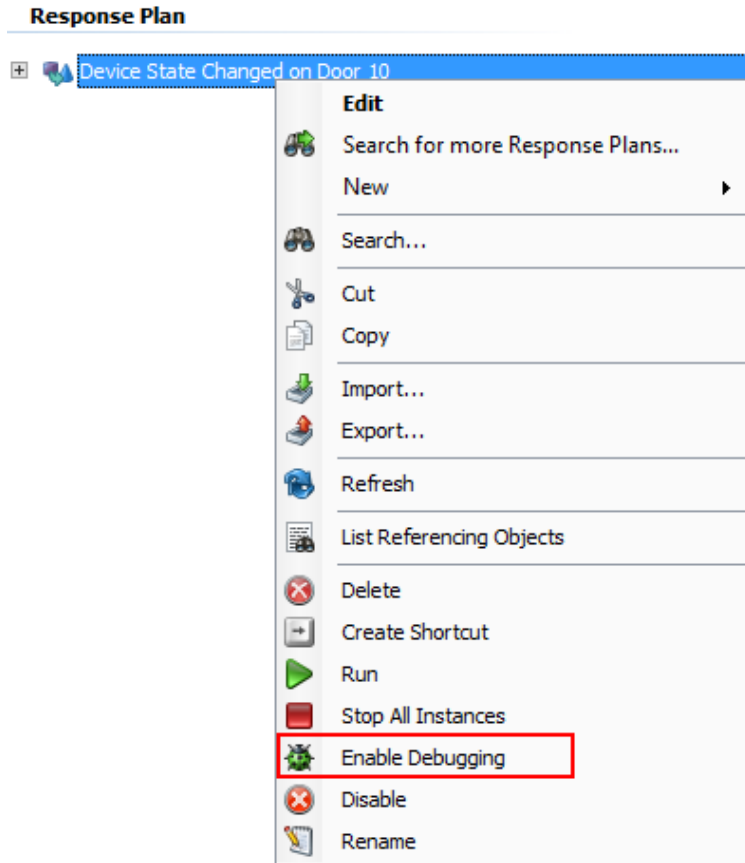 Response Plan
Device State Changed on Door 10
Edit
Search for more Response Plans...
New
Search...
Cut
Copy
Import...
Export...
Refresh
List Referencing Objects
Delete
Create Shortcut
Run
Stop All Instances
Enable Debugging
Disable
Rename